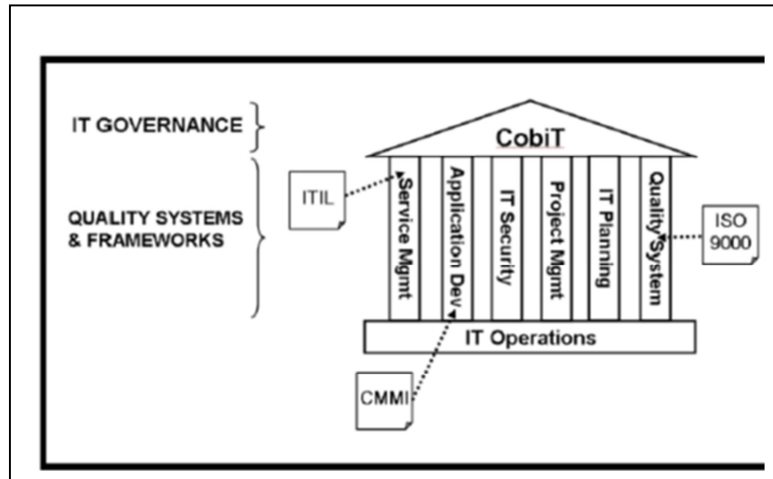 IT GOVERNANCE
CobiT
QUALITY SYSTEMS
& FRAMEWORKS
ITIL
Service Mgmt
Application Dev
IT Security
Project Mgmt
IT Planning
Quality System
ISO
9000
IT Operations
CMMI